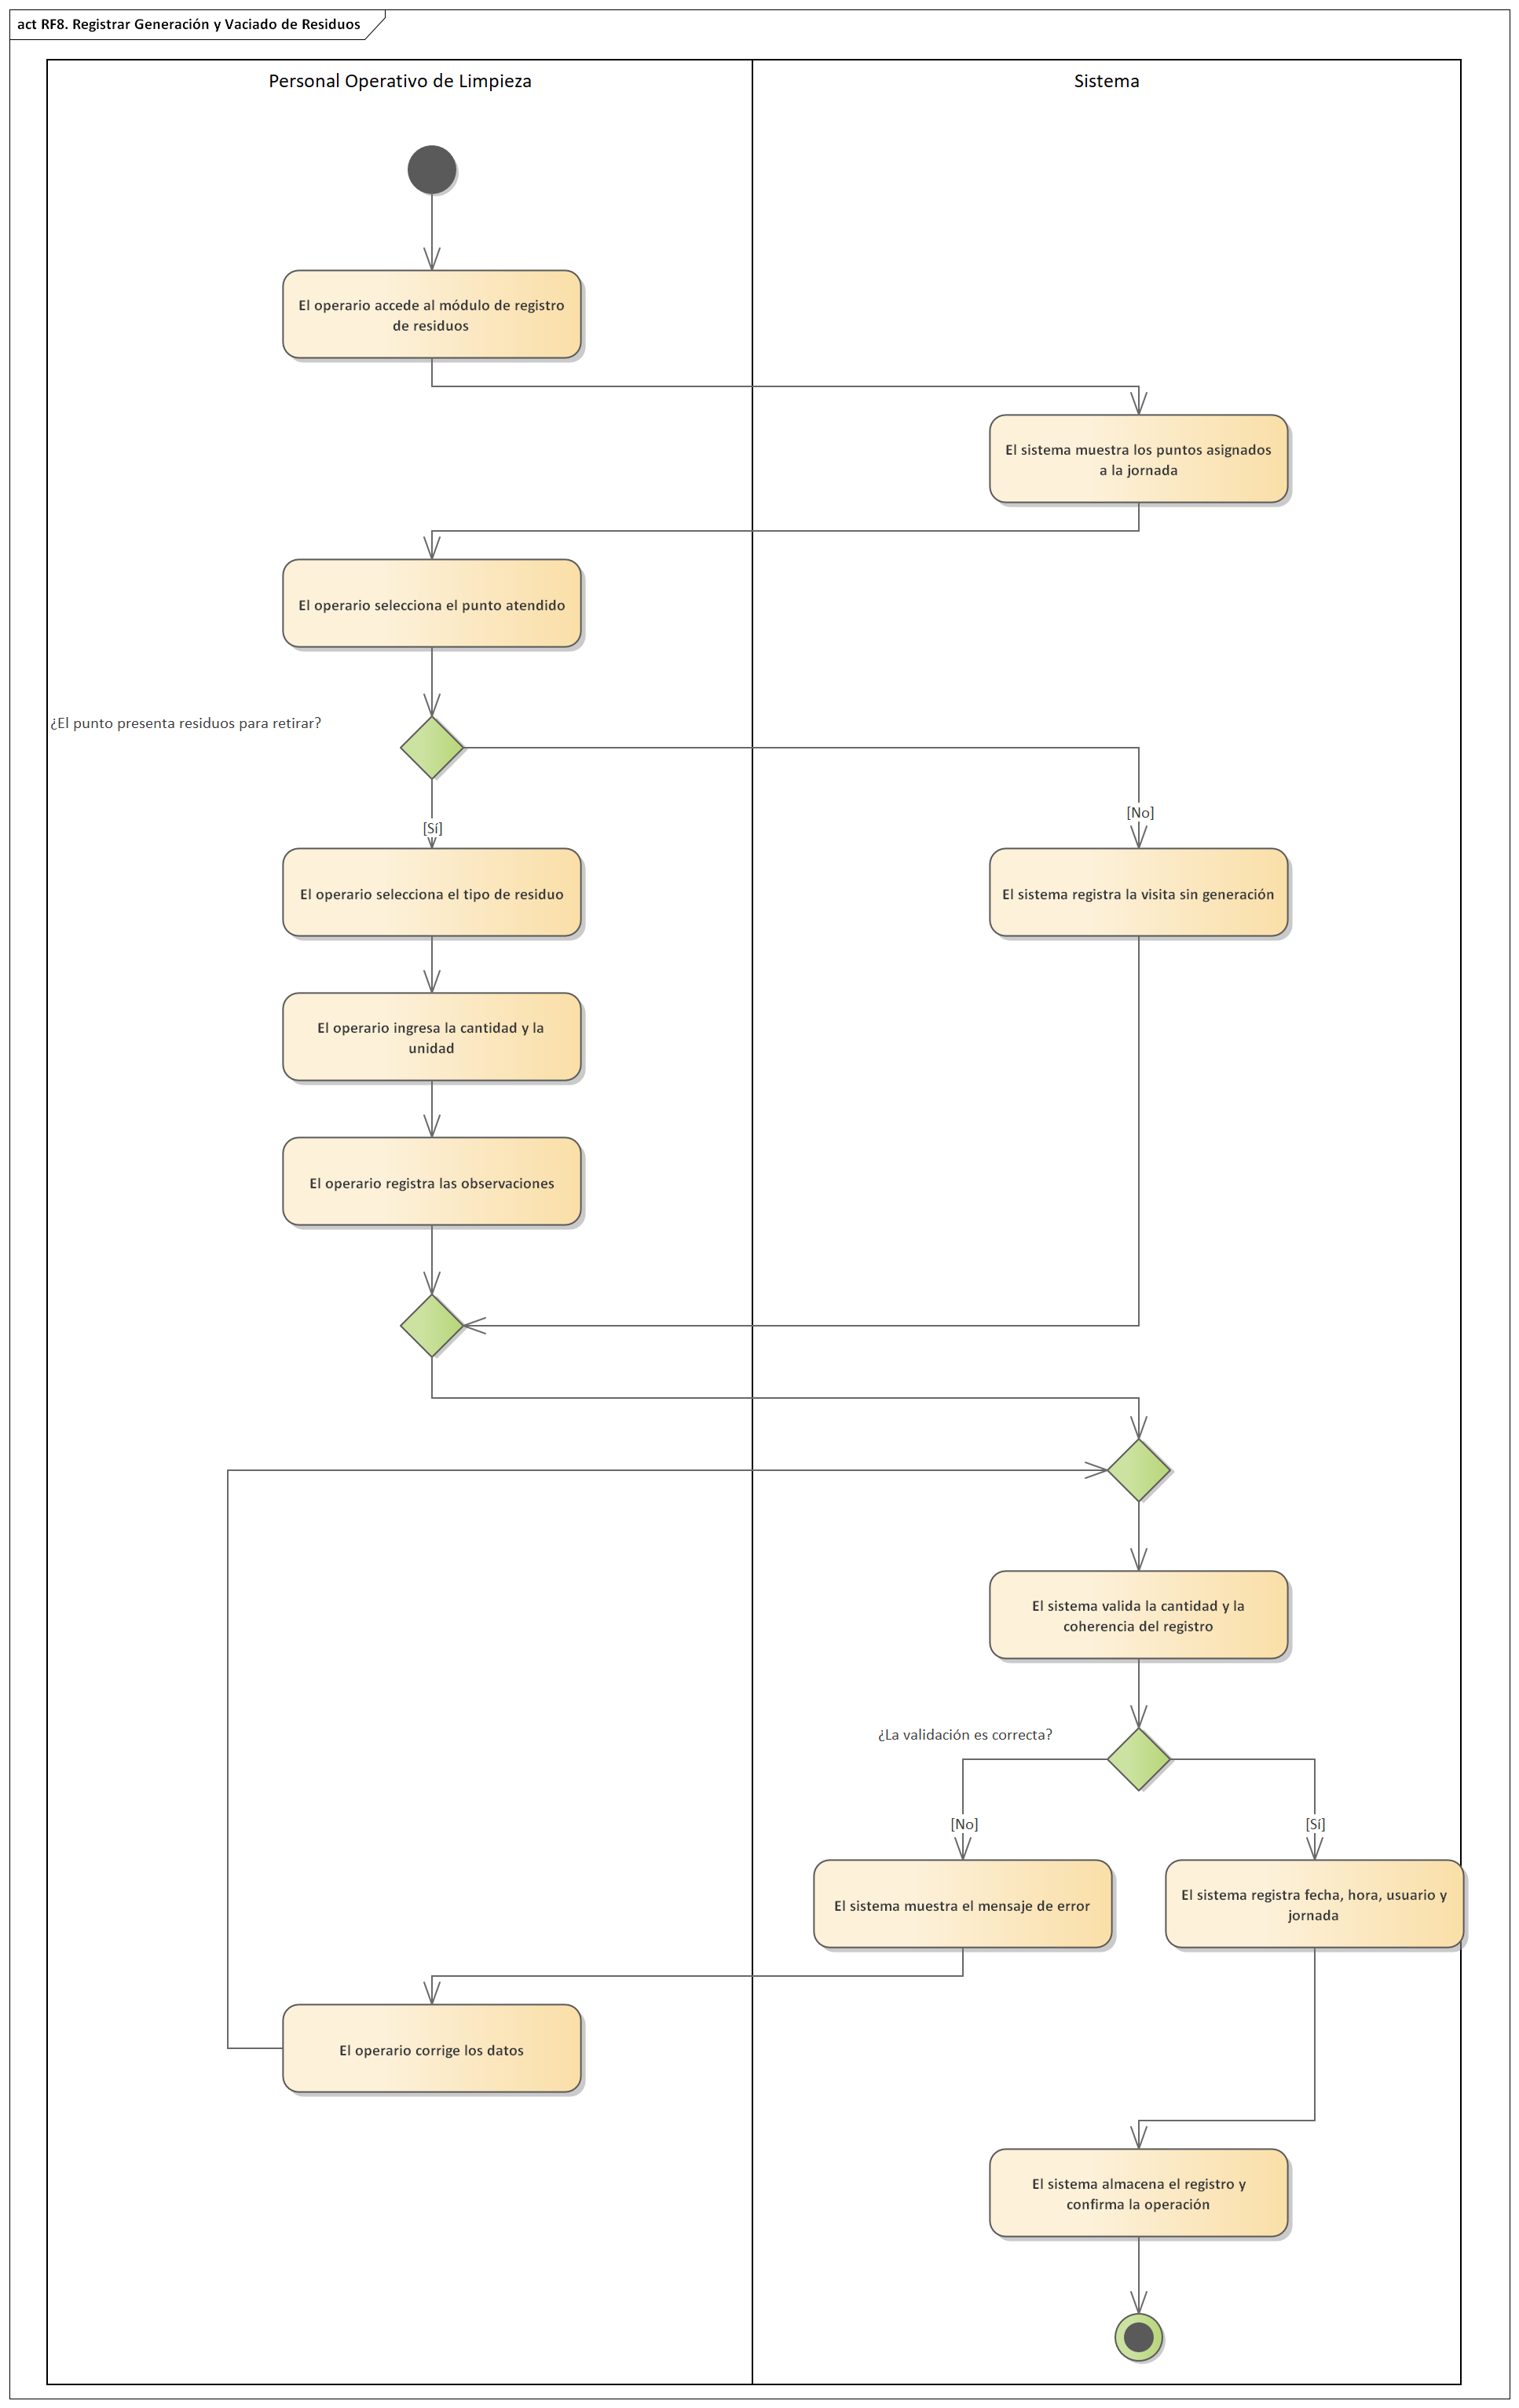 act RF8. Registrar Generación y Vaciado de Residuos
Personal Operativo de Limpieza
Sistema
El operario accede al módulo de registro
de residuos
El sistema muestra los puntos asignados
a la jornada
El operario selecciona el punto atendido
¿El punto presenta residuos para retirar?
[No]
[Sí]
El operario selecciona el tipo de residuo
El sistema registra la visita sin generación
El operario ingresa la cantidad y la
unidad
El operario registra las observaciones
El sistema valida la cantidad y la
coherencia del registro
¿La validación es correcta?
[No]
[Sí]
El sistema muestra el mensaje de error
El sistema registra fecha, hora, usuario y
jornada
El operario corrige los datos
El sistema almacena el registro y
confirma la operación